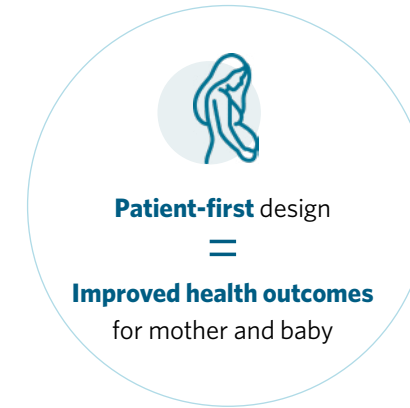 Patient-first design
=
Improved health outcomes
for mother and baby